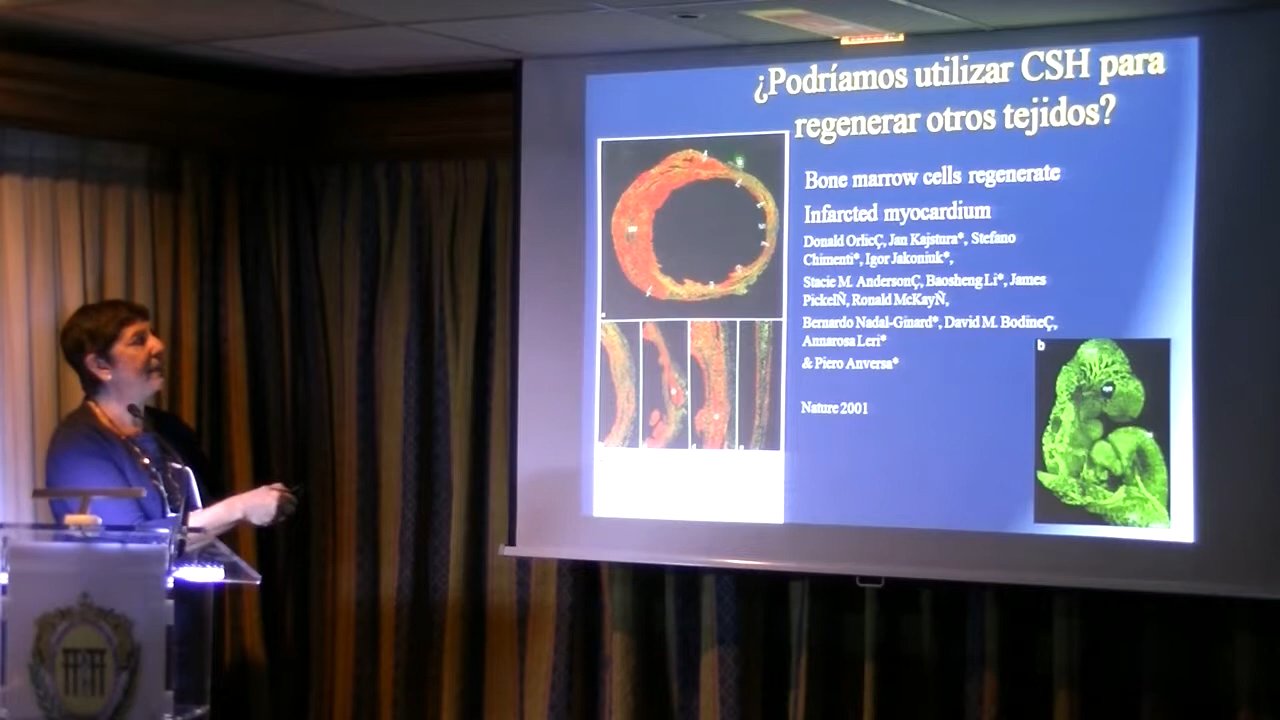 ¿Podríamos utilizar CSH para
regenerar otros tejidos?
Bone marrow cells regenerate
Infarcted myocardium
Donald OrlicÇ, Jan Kajstura*, Stefano
Chimenti*, Igor Jakoniuk*,
Stacie M. AndersonÇ, Baosheng Li*, James
PickelÑ, Ronald McKayÑ,
Bernardo Nadal-Ginard*, David M. BodineÇ,
Annarosa Leri*
& Piero Anversa*
Nature 2001
b